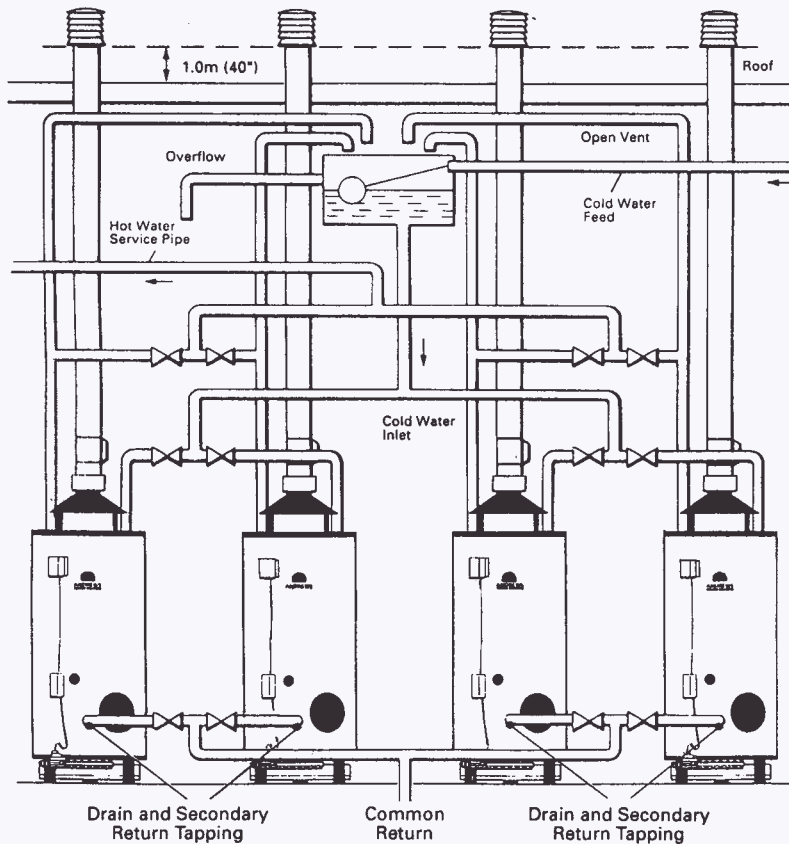 1.0m (40")
Roof
Overflow
Open Vent
Cold Water
Feed
Hot Water
Service Pipe
Cold Water
Inlet
Drain and Secondary
Return Tapping
Common
Return
Drain and Secondary
Return Tapping